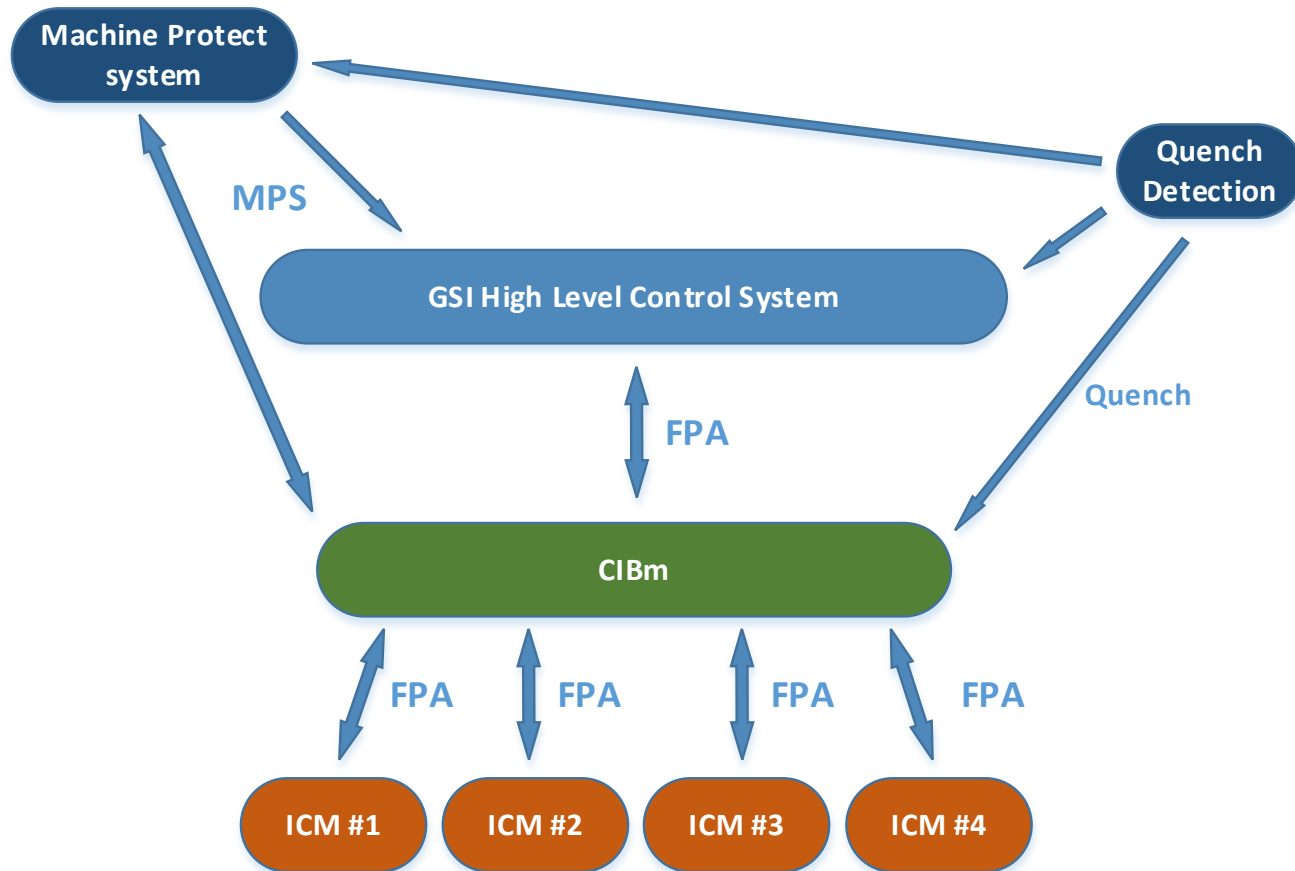 Machine Protect
system
Quench
Detection
MPS
GSI High Level Control System
Quench
FPA
CIBm
FPA
FPA
FPA
FPA
ICM #1
ICM #2
ICM #3
ICM #4